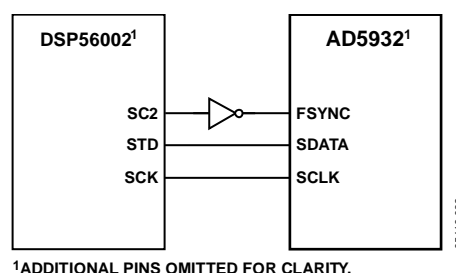 DSP56002¹
AD5932¹
SC2
FSYNC
STD
SDATA
SCK
SCLK
¹ADDITIONAL PINS OMITTED FOR CLARITY.